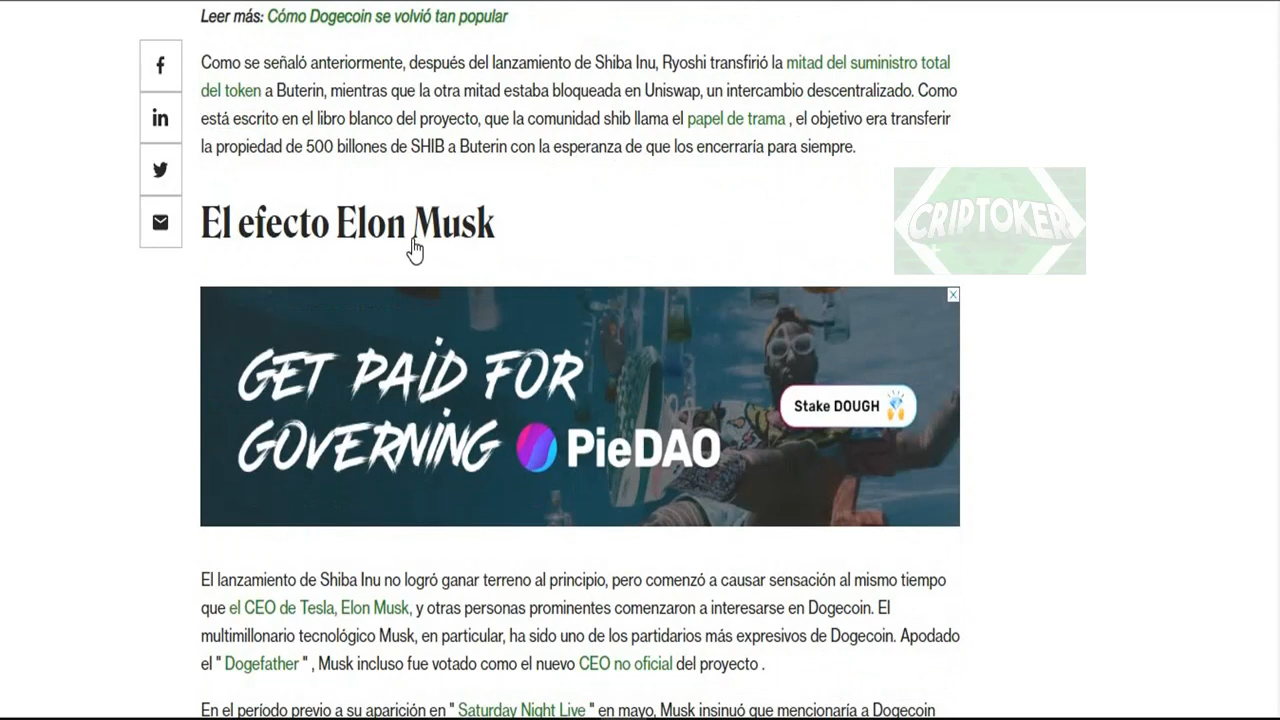 Leer más: Cómo Dogecoin se volvió tan popular
Como se señaló anteriormente, después del lanzamiento de Shiba Inu, Ryoshi transfirió la mitad del suministro total
del token a Buterin, mientras que la otra mitad estaba bloqueada en Uniswap, un intercambio descentralizado. Como
está escrito en el libro blanco del proyecto, que la comunidad shib llama el papel de trama , el objetivo era transferir
la propiedad de 500 billones de SHIB a Buterin con la esperanza de que los encerraría para siempre.
CRIPTOKER
El efecto Elon Musk
GET PAID FOR
GOVERNING PieDAO
Stake DOUGH
El lanzamiento de Shiba Inu no logró ganar terreno al principio, pero comenzó a causar sensación al mismo tiempo
que el CEO de Tesla, Elon Musk, y otras personas prominentes comenzaron a interesarse en Dogecoin. El
multimillonario tecnológico Musk, en particular, ha sido uno de los partidarios más expresivos de Dogecoin. Apodado
el " Dogefather " , Musk incluso fue votado como el nuevo CEO no oficial del proyecto .
En el período previo a su aparición en " Saturday Night Live " en mayo, Musk insinuó que mencionaría a Dogecoin